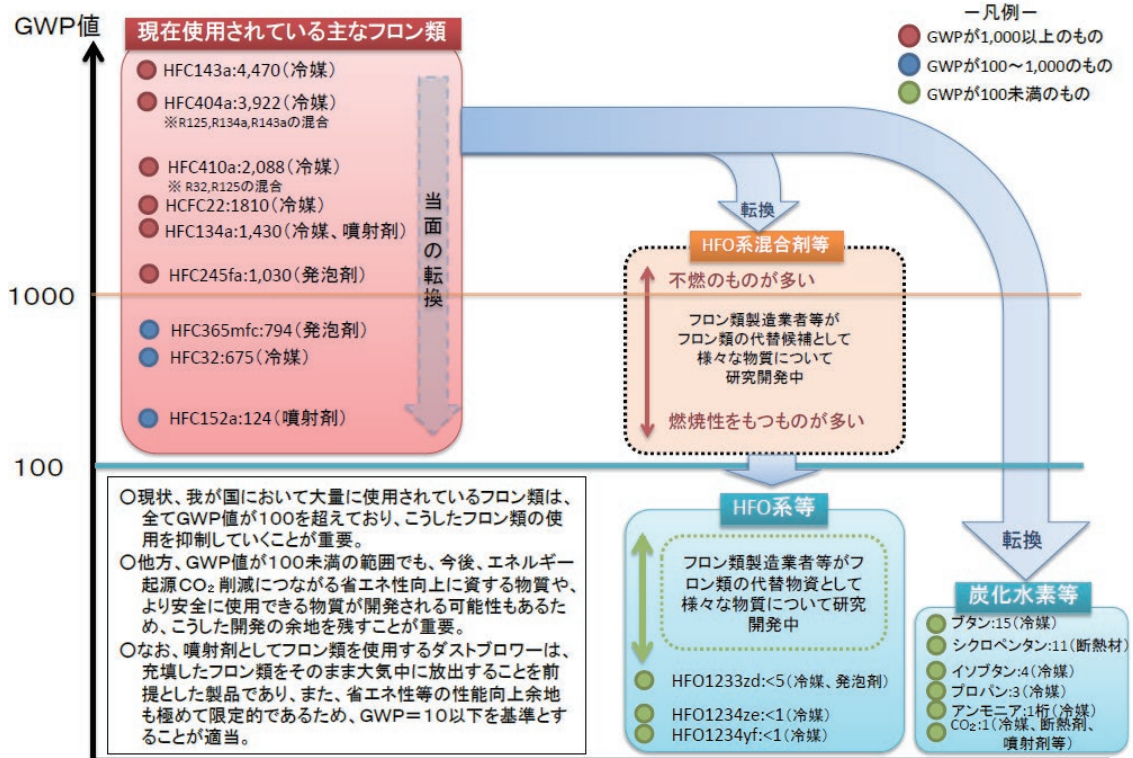 GWP値
現在使用されている主なフロン類
HFC143a:4,470(冷媒)
HFC404a:3,922(冷媒)
※R125,R134a,R143aの混合
HFC410a:2,088(冷媒)
※ R32,R125の混合
HCFC22:1810(冷媒)
HFC134a:1,430(冷媒、噴射剤)
HFC245fa:1,030(発泡剤)
HFC365mfc:794(発泡剤)
HFC32:675(冷媒)
HFC152a:124(噴射剤)
当面の転換
1000
100
-凡例-
GWPが1,000以上のもの
GWPが100~1,000のもの
GWPが100未満のもの
転換
HFO系混合剤等
不燃のものが多い
フロン類製造業者等が
フロン類の代替候補として
様々な物質について
研究開発中
燃焼性をもつものが多い
HFO系等
フロン類製造業者等がフ
ロン類の代替物資として
様々な物質について研究
開発中
HFO1233zd:<5(冷媒、発泡剤)
HFO1234ze:<1(冷媒)
HFO1234yf:<1(冷媒)
転換
炭化水素等
ブタン:15(冷媒)
シクロペンタン:11(断熱材)
イソブタン:4(冷媒)
プロパン:3(冷媒)
アンモニア:1桁(冷媒)
CO₂:1(冷媒、断熱剤、
噴射剤等)
○現状、我が国において大量に使用されているフロン類は、
全てGWP値が100を超えており、こうしたフロン類の使
用を抑制していくことが重要。
○他方、GWP値が100未満の範囲でも、今後、エネルギー
起源CO₂削減につながる省エネ性向上に資する物質や、
より安全に使用できる物質が開発される可能性もあるた
め、こうした開発の余地を残すことが重要。
○なお、噴射剤としてフロン類を使用するダストブロワーは、
充填したフロン類をそのまま大気中に放出することを前
提とした製品であり、また、省エネ性等の性能向上余地
も極めて限定的であるため、GWP=10以下を基準とす
ることが適当。